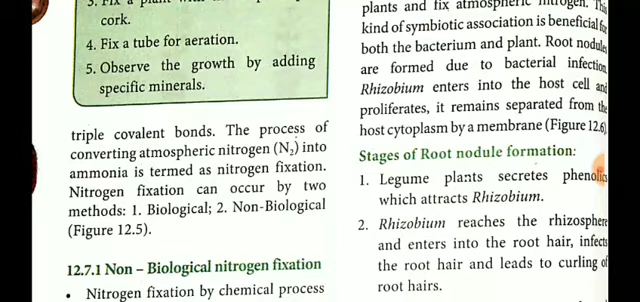 3. Fix a plant
cork.
4. Fix a tube for aeration.
5. Observe the growth by adding
specific minerals.
triple covalent bonds. The process of
converting atmospheric nitrogen (N₂) into
ammonia is termed as nitrogen fixation.
Nitrogen fixation can occur by two
methods: 1. Biological; 2. Non-Biological
(Figure 12.5).
12.7.1 Non – Biological nitrogen fixation
• Nitrogen fixation by chemical process
plants and fix atmospheric nitrogen. This
kind of symbiotic association is beneficial for
both the bacterium and plant. Root nodules
are formed due to bacterial infection.
Rhizobium enters into the host cell and
proliferates, it remains separated from the
host cytoplasm by a membrane (Figure 12.6).
Stages of Root nodule formation:
1. Legume plants secretes phenolics
which attracts Rhizobium.
2. Rhizobium reaches the rhizosphere
and enters into the root hair, infects
the root hair and leads to curling of
root hairs.